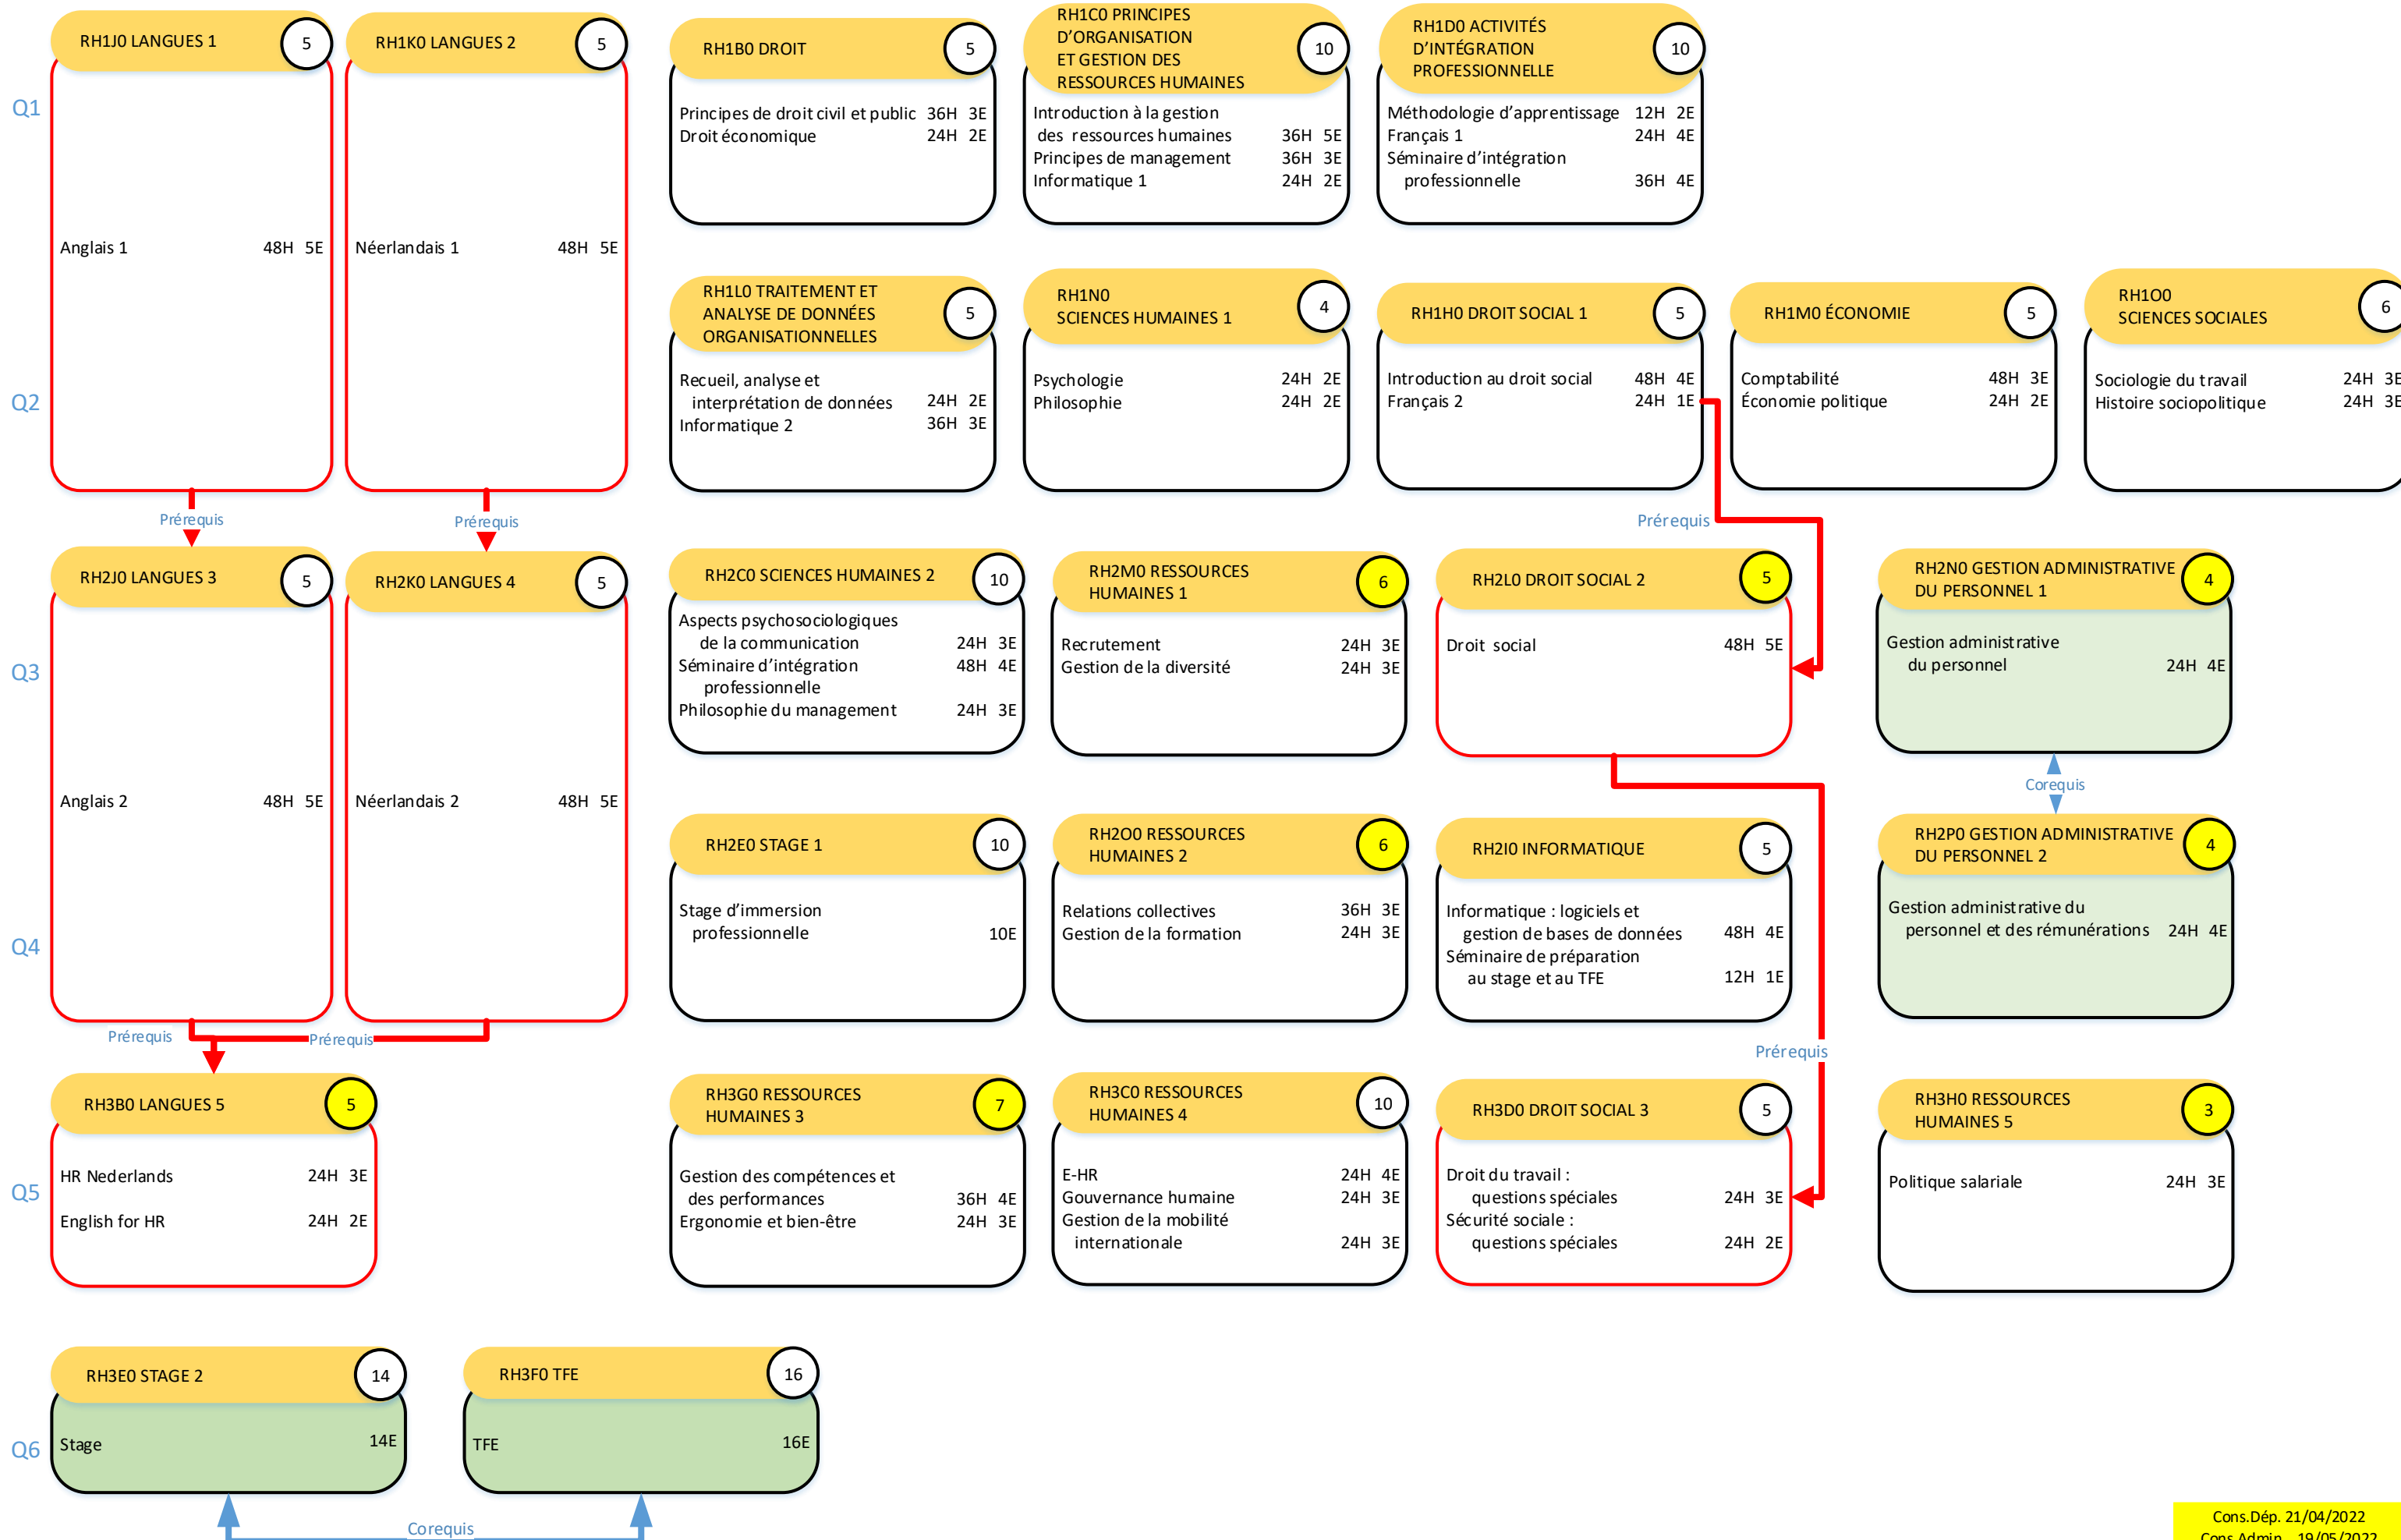 RH1J0 LANGUES 1
5
RH1K0 LANGUES 2
5
RH1B0 DROIT
5
RH1C0 PRINCIPES
D’ORGANISATION
ET GESTION DES
RESSOURCES HUMAINES
10
RH1D0 ACTIVITÉS
D’INTÉGRATION
PROFESSIONNELLE
10
Q1
Principes de droit civil et public 36H 3E
Droit économique 24H 2E
Introduction à la gestion
des ressources humaines 36H 5E
Principes de management 36H 3E
Informatique 1 24H 2E
Méthodologie d’apprentissage 12H 2E
Français 1 24H 4E
Séminaire d’intégration
professionnelle 36H 4E
Anglais 1 48H 5E
Néerlandais 1 48H 5E
RH1L0 TRAITEMENT ET
ANALYSE DE DONNÉES
ORGANISATIONNELLES
5
RH1N0
SCIENCES HUMAINES 1
4
RH1H0 DROIT SOCIAL 1
5
RH1M0 ÉCONOMIE
5
RH1O0
SCIENCES SOCIALES
6
Q2
Recueil, analyse et
interprétation de données 24H 2E
Informatique 2 36H 3E
Psychologie 24H 2E
Philosophie 24H 2E
Introduction au droit social 48H 4E
Français 2 24H 1E
Comptabilité 48H 3E
Économie politique 24H 2E
Sociologie du travail 24H 3E
Histoire sociopolitique 24H 3E
Prérequis
Prérequis
Prérequis
RH2J0 LANGUES 3
5
RH2K0 LANGUES 4
5
RH2C0 SCIENCES HUMAINES 2
10
RH2M0 RESSOURCES
HUMAINES 1
6
RH2L0 DROIT SOCIAL 2
5
RH2N0 GESTION ADMINISTRATIVE
DU PERSONNEL 1
4
Q3
Aspects psychosociologiques
de la communication 24H 3E
Séminaire d’intégration 48H 4E
professionnelle
Philosophie du management 24H 3E
Recrutement 24H 3E
Gestion de la diversité 24H 3E
Droit social 48H 5E
Gestion administrative
du personnel 24H 4E
Anglais 2 48H 5E
Néerlandais 2 48H 5E
Corequis
RH2E0 STAGE 1
10
RH2O0 RESSOURCES
HUMAINES 2
6
RH2I0 INFORMATIQUE
5
RH2P0 GESTION ADMINISTRATIVE
DU PERSONNEL 2
4
Q4
Stage d’immersion
professionnelle 10E
Relations collectives 36H 3E
Gestion de la formation 24H 3E
Informatique : logiciels et
gestion de bases de données 48H 4E
Séminaire de préparation
au stage et au TFE 12H 1E
Gestion administrative du
personnel et des rémunérations 24H 4E
Prérequis
Prérequis
Prérequis
RH3B0 LANGUES 5
5
RH3G0 RESSOURCES
HUMAINES 3
7
RH3C0 RESSOURCES
HUMAINES 4
10
RH3D0 DROIT SOCIAL 3
5
RH3H0 RESSOURCES
HUMAINES 5
3
Q5
HR Nederlands 24H 3E
English for HR 24H 2E
Gestion des compétences et
des performances 36H 4E
Ergonomie et bien-être 24H 3E
E-HR 24H 4E
Gouvernance humaine 24H 3E
Gestion de la mobilité
internationale 24H 3E
Droit du travail :
questions spéciales 24H 3E
Sécurité sociale :
questions spéciales 24H 2E
Politique salariale 24H 3E
RH3E0 STAGE 2
14
RH3F0 TFE
16
Q6
Stage 14E
TFE 16E
Corequis
Cons.Dép. 21/04/2022
Cons.Admin. 19/05/2022